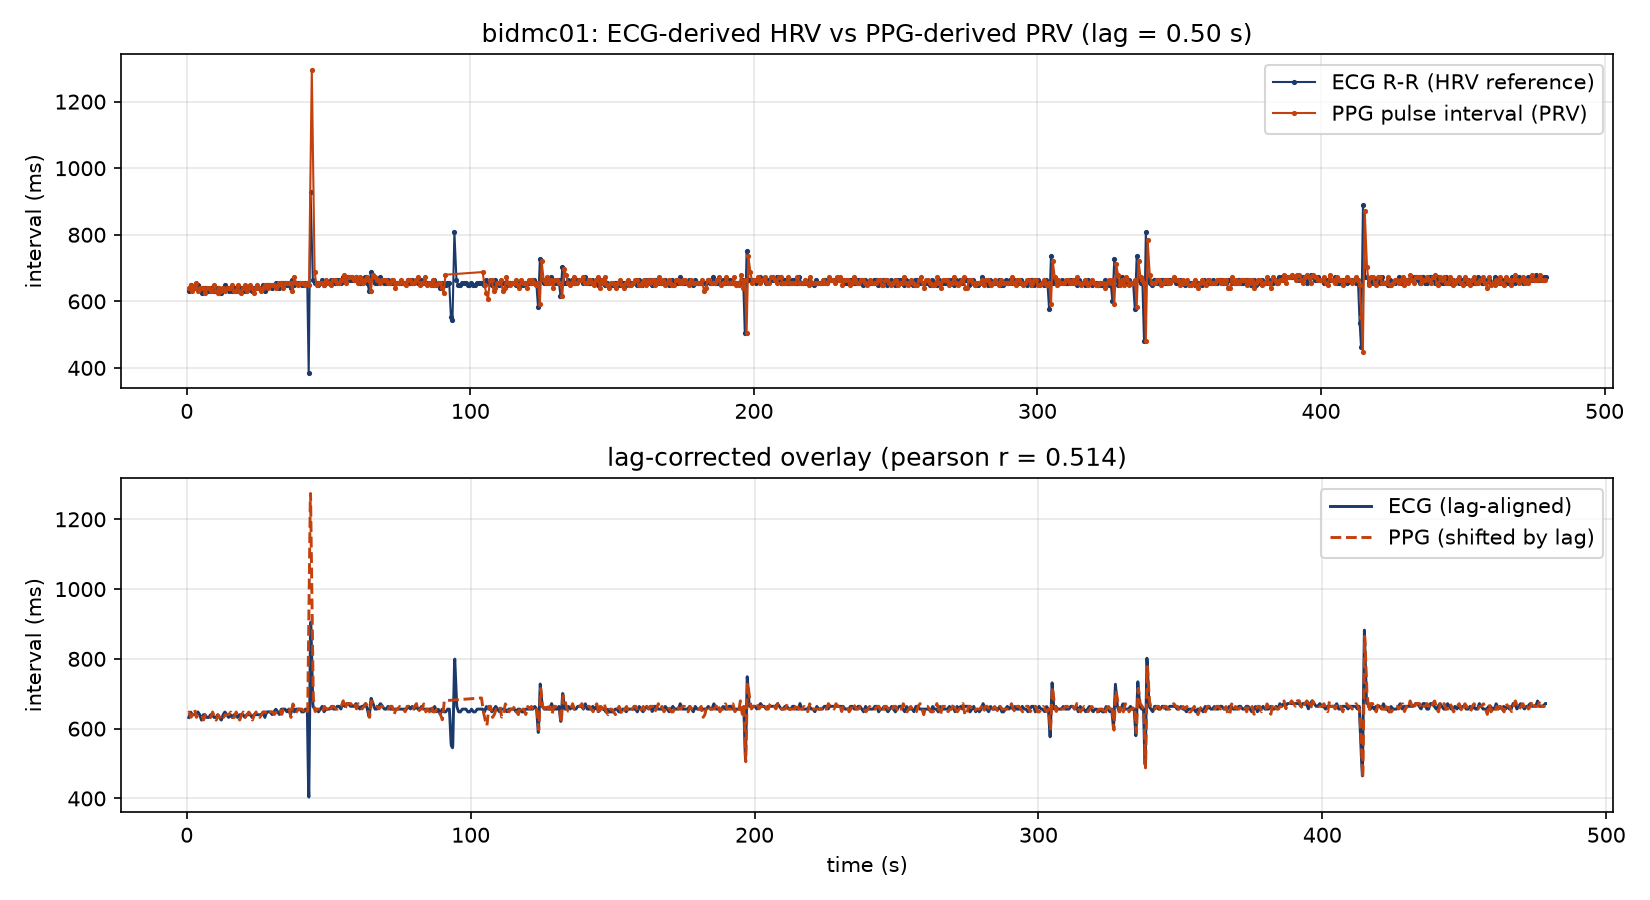 bidmc01: ECG-derived HRV vs PPG-derived PRV (lag = 0.50 s)
ECG R-R (HRV reference)
PPG pulse interval (PRV)
interval (ms)
1200
1000
800
600
400
0 100 200 300 400 500
lag-corrected overlay (pearson r = 0.514)
ECG (lag-aligned)
PPG (shifted by lag)
interval (ms)
1200
1000
800
600
400
0 100 200 300 400 500
time (s)